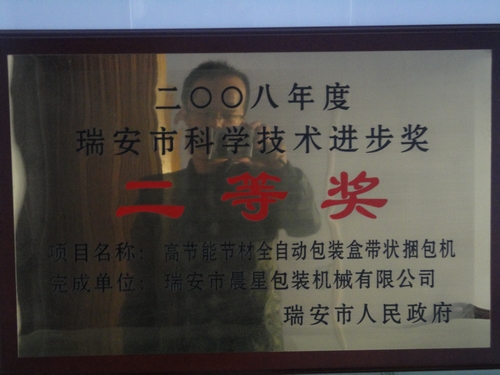 二〇〇八年度
瑞安市科学技术进步奖
二等奖
项目名称：高节能节材全自动包装盒带状捆包机
完成单位：瑞安市晨星包装机械有限公司
瑞安市人民政府